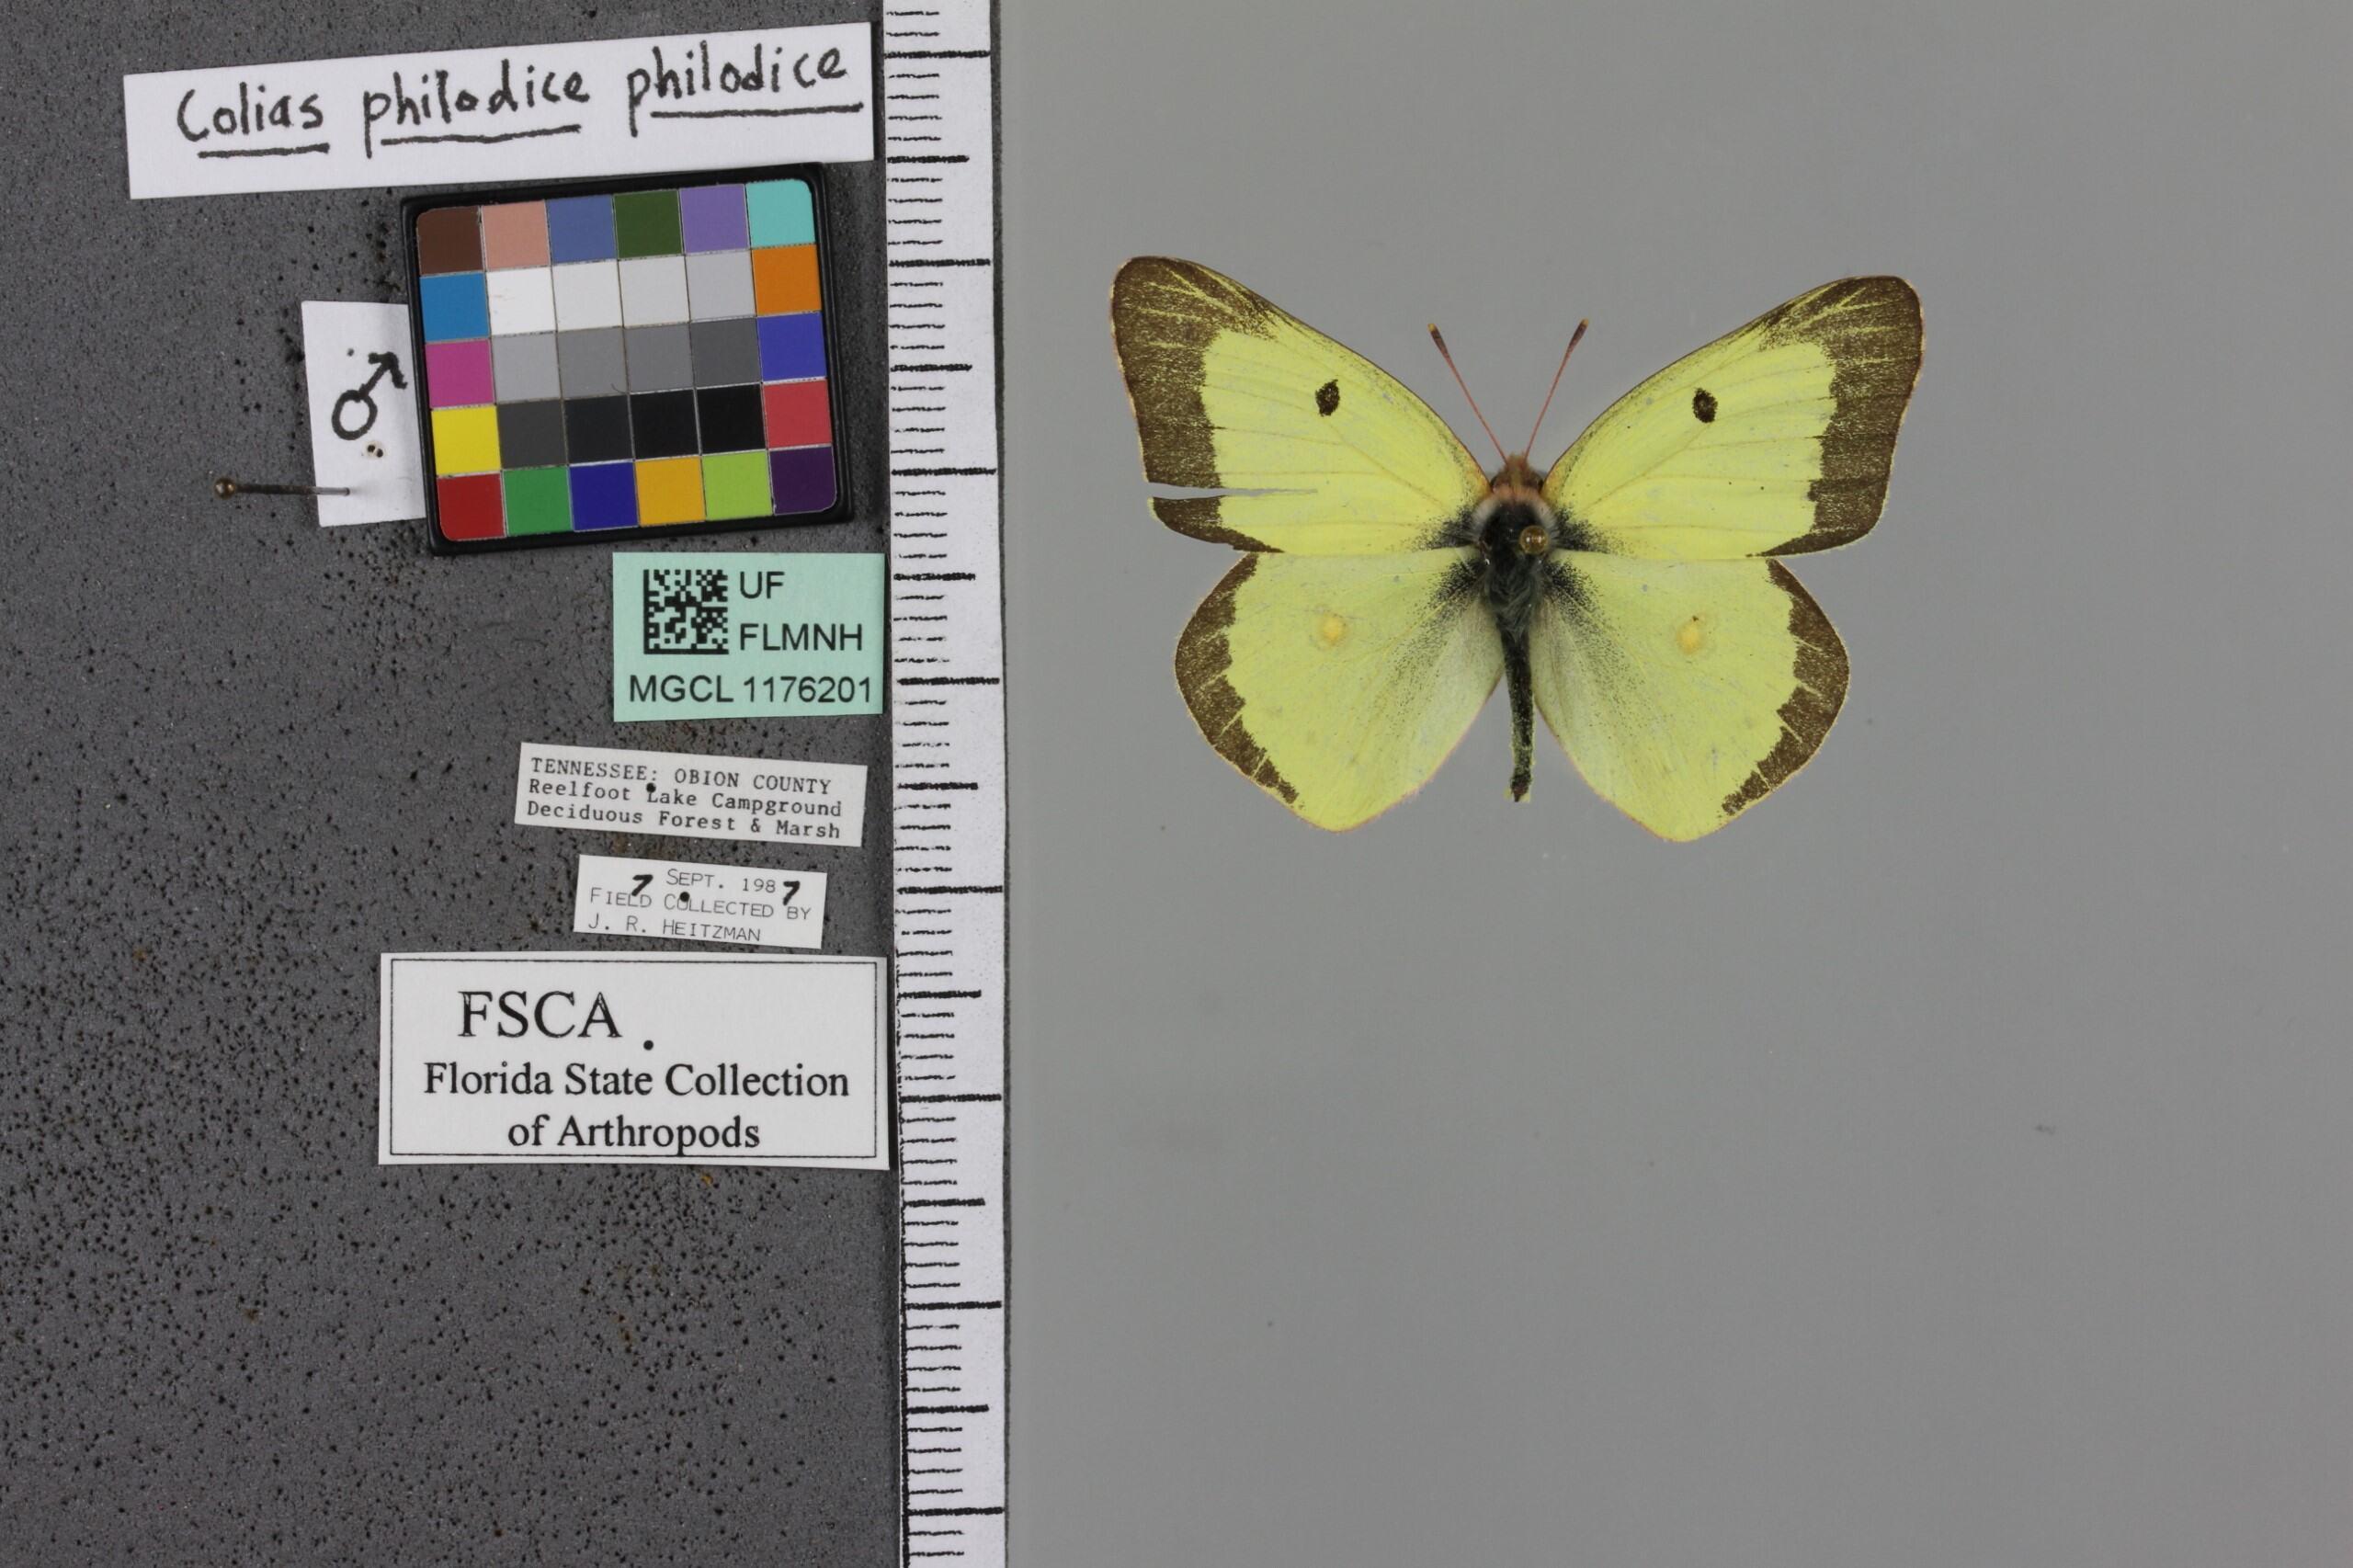 Colias philodice philodice
♂
UF
FLMNH
MGCL 1176201
TENNESSEE: OBION COUNTY
Reelfoot Lake Campground
Deciduous Forest & Marsh
7 SEPT. 1987
FIELD COLLECTED BY
J. R. HEITZMAN
FSCA
Florida State Collection
of Arthropods